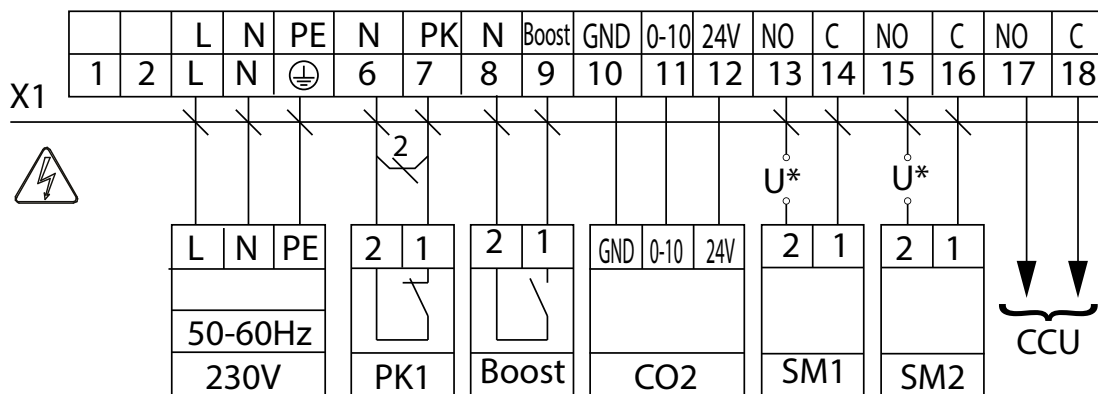 L N PE N PK N Boost GND 0-10 24V NO C NO C NO C
1 2 L N 6 7 8 9 10 11 12 13 14 15 16 17 18
X1
2
U* U*
L N PE 2 1 2 1 GND 0-10 24V 2 1 2 1
50-60Hz
CCU
230V PK1 Boost CO2 SM1 SM2